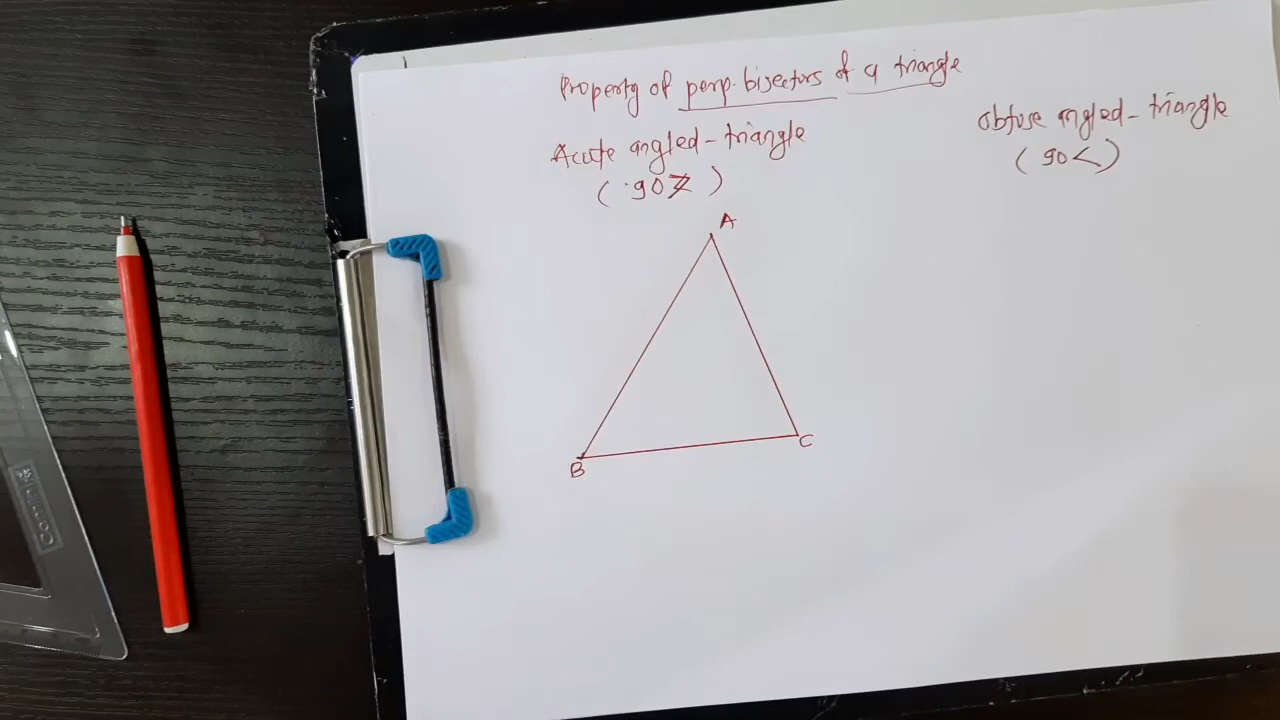 Property of perp. bisectors of a triangle
Acute angled-triangle
(90
Obtuse angled-triangle
(90<)
A
B
C